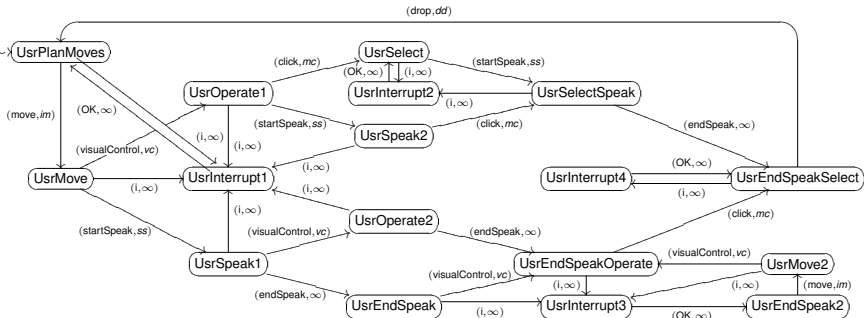 (drop,dd)
UsrPlanMoves
UsrSelect
(click,mc)
(startSpeak,ss)
(OK,∞)
(i,∞)
UsrOperate1
UsrInterrupt2
(i,∞)
UsrSelectSpeak
(OK,∞)
(move,im)
(startSpeak,ss)
(click,mc)
(endSpeak,∞)
(i,∞)
(i,∞)
UsrSpeak2
(visualControl,vc)
(i,∞)
(OK,∞)
UsrMove
(i,∞)
UsrInterrupt1
UsrInterrupt4
UsrEndSpeakSelect
(i,∞)
(i,∞)
(i,∞)
(click,mc)
(startSpeak,ss)
UsrOperate2
(visualControl,vc)
(endSpeak,∞)
UsrSpeak1
UsrEndSpeakOperate
(visualControl,vc)
UsrMove2
(visualControl,vc)
(endSpeak,∞)
(i,∞)
(i,∞)
(move,im)
UsrEndSpeak
(i,∞)
UsrInterrupt3
(OK,∞)
UsrEndSpeak2